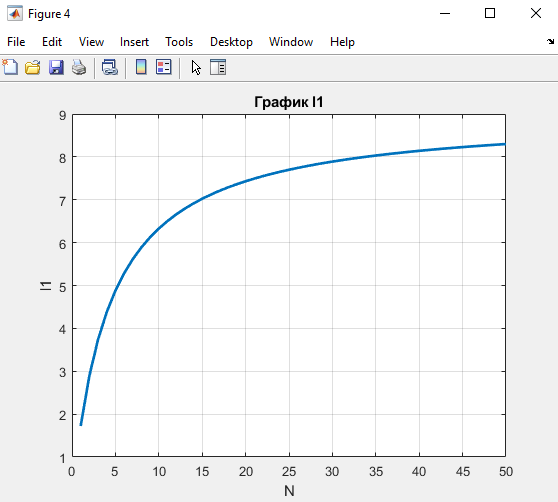 Figure 4
File Edit View Insert Tools Desktop Window Help
График I1
9
8
7
6
5
4
3
2
1
I1
0 5 10 15 20 25 30 35 40 45 50
N